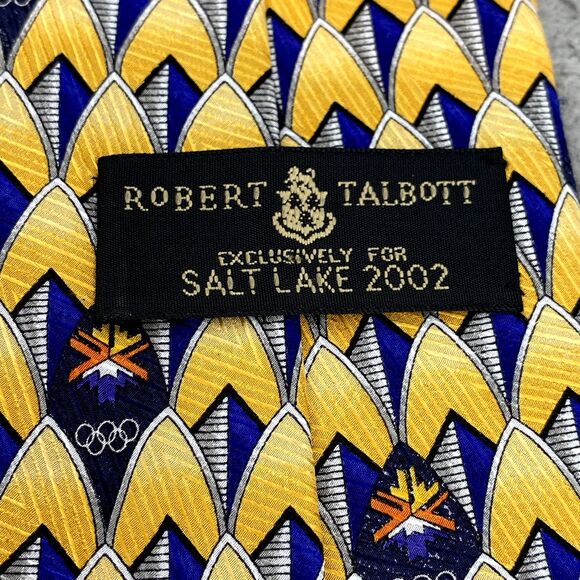 ROBERT TALBOTT
EXCLUSIVELY FOR
SALT LAKE 2002